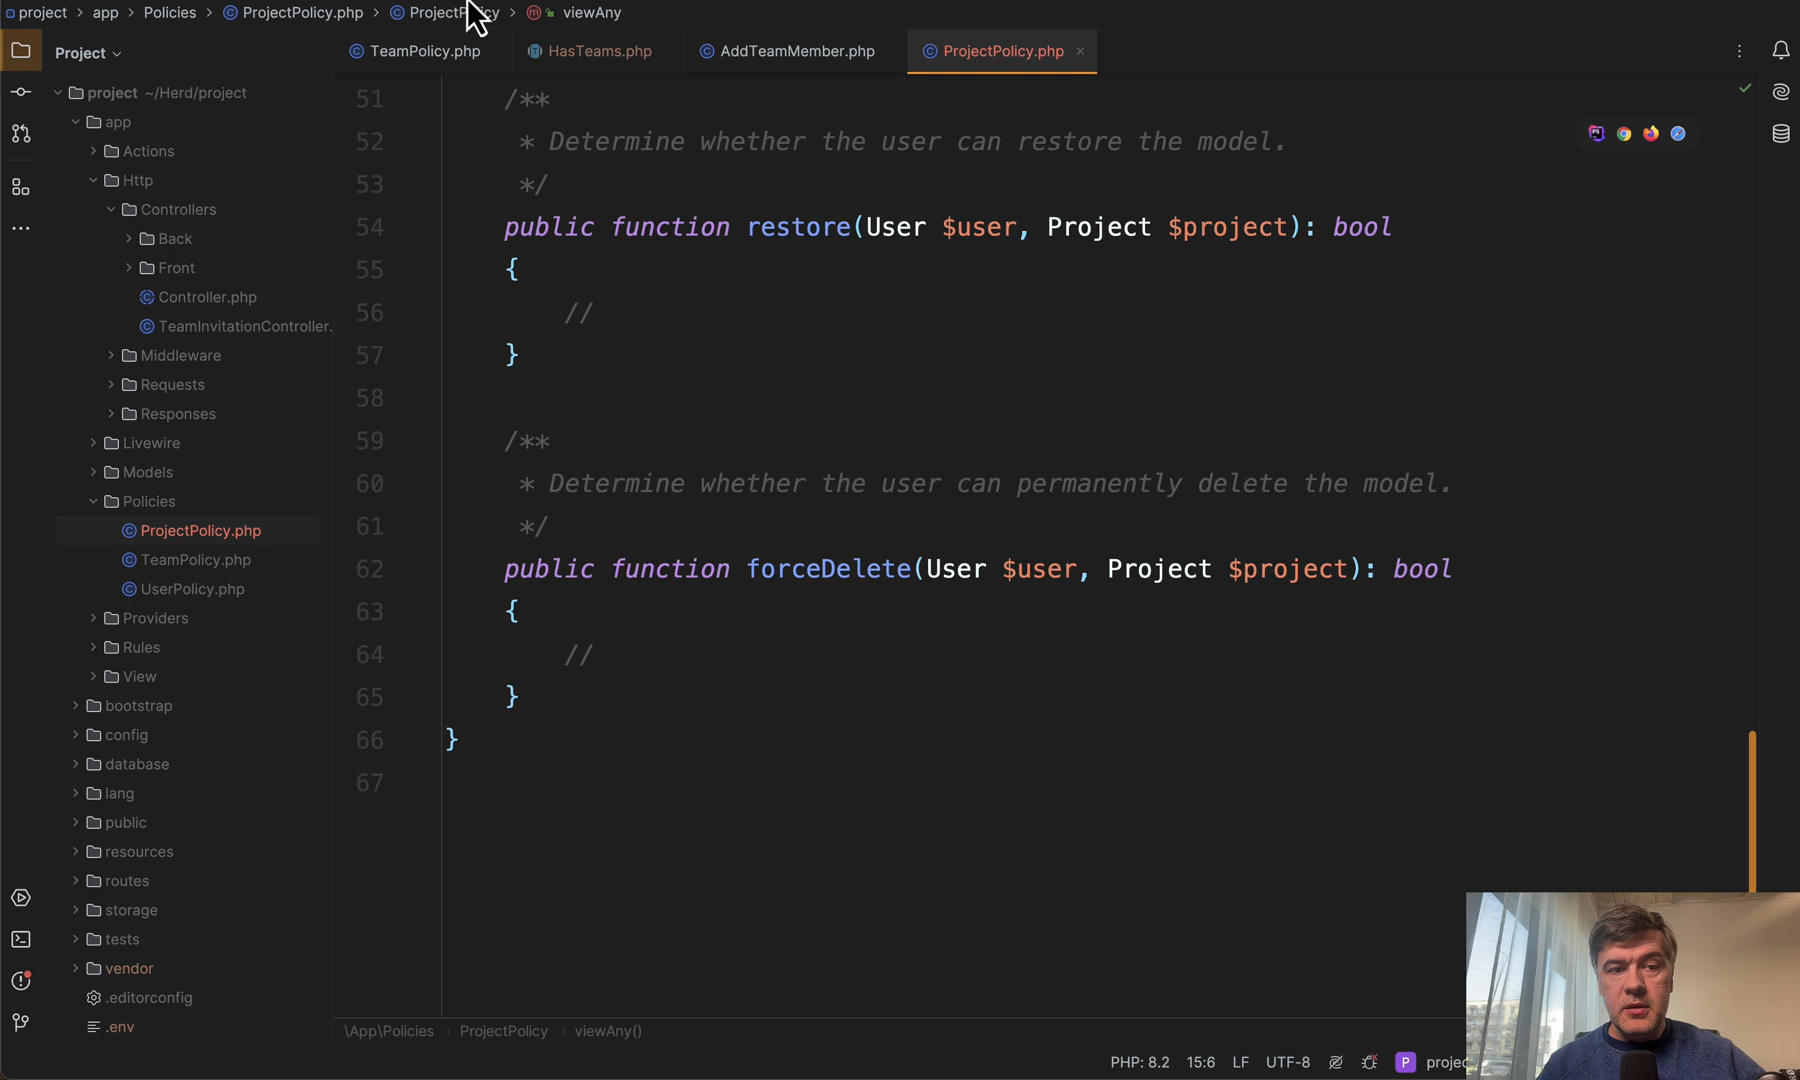 project > app > Policies > ProjectPolicy.php > ProjectPolicy > viewAny
Project
TeamPolicy.php
HasTeams.php
AddTeamMember.php
ProjectPolicy.php
project ~/Herd/project
app
Actions
Http
Controllers
Back
Front
Controller.php
TeamInvitationController.
Middleware
Requests
Responses
Livewire
Models
Policies
ProjectPolicy.php
TeamPolicy.php
UserPolicy.php
Providers
Rules
View
bootstrap
config
database
lang
public
resources
routes
storage
tests
vendor
.editorconfig
.env
51 /**
52 * Determine whether the user can restore the model.
53 */
54 public function restore(User $user, Project $project): bool
55 {
56 //
57 }
58
59 /**
60 * Determine whether the user can permanently delete the model.
61 */
62 public function forceDelete(User $user, Project $project): bool
63 {
64 //
65 }
66 }
67
\App\Policies > ProjectPolicy > viewAny()
PHP: 8.2 15:6 LF UTF-8 P projec